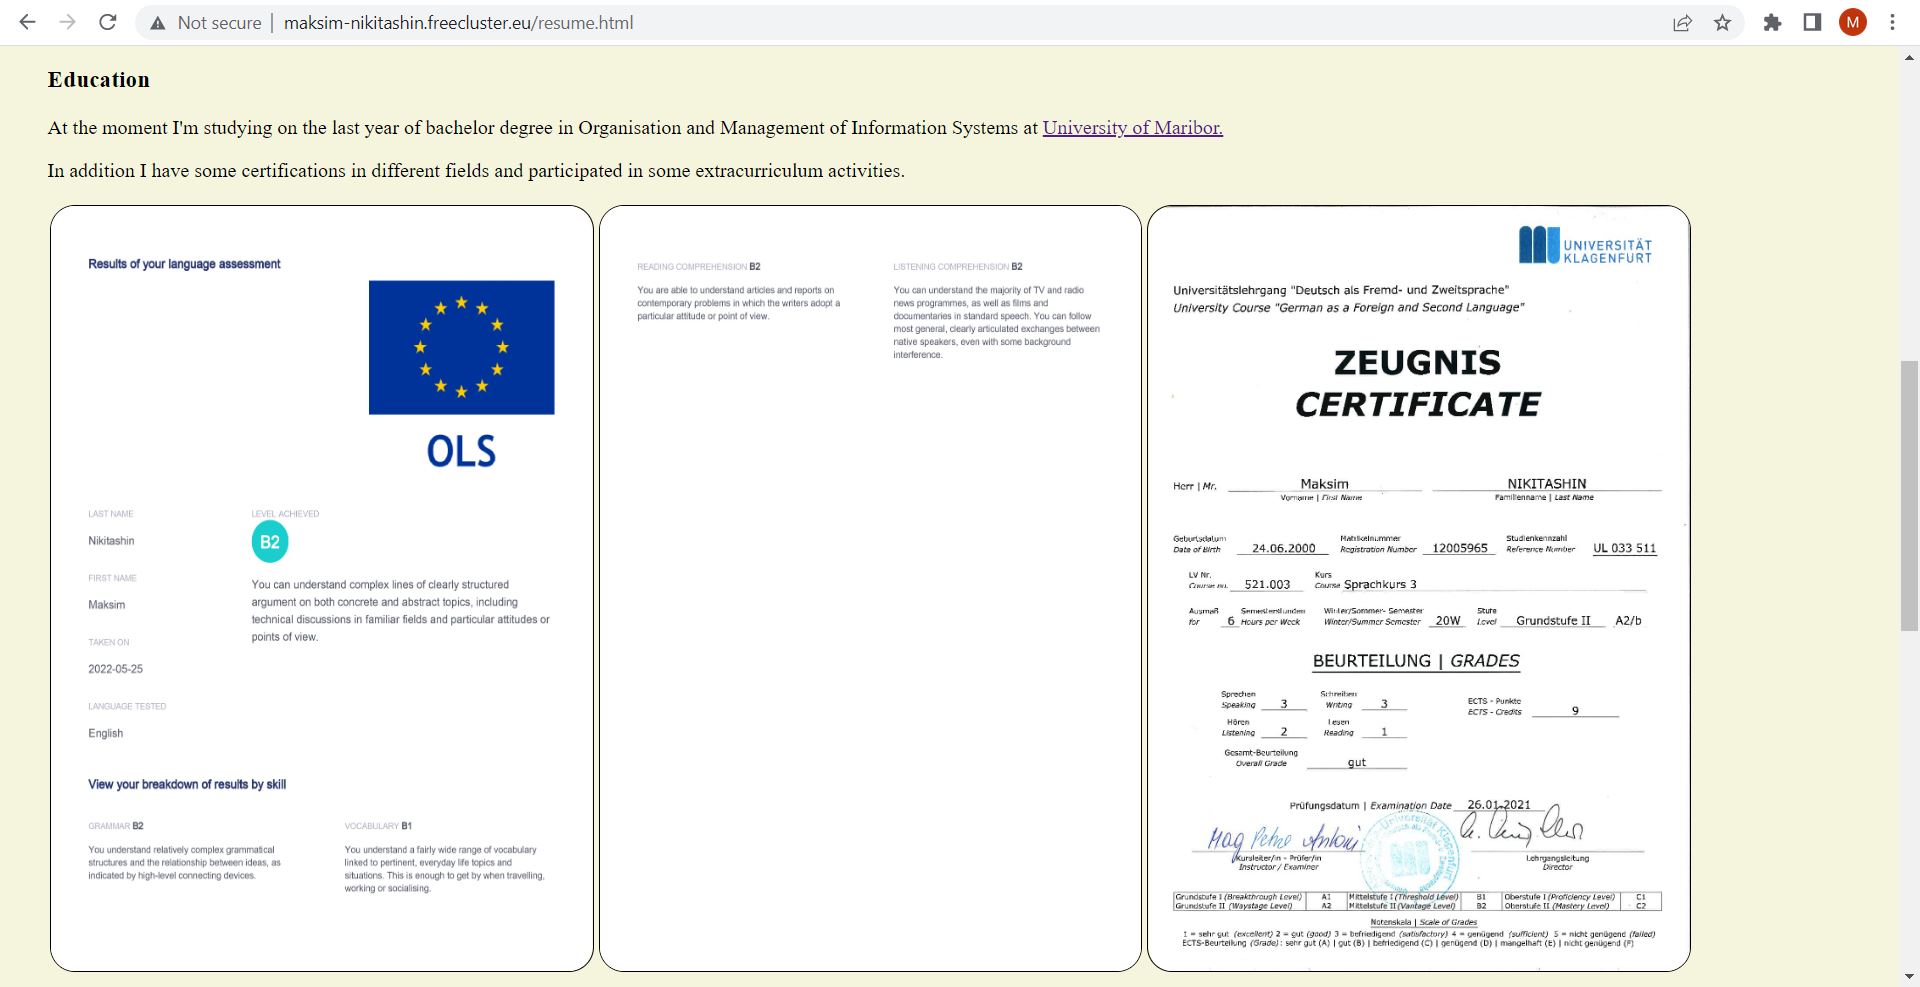 Not secure
maksim-nikitashin.freecluster.eu/resume.html
M
Education
At the moment I'm studying on the last year of bachelor degree in Organisation and Management of Information Systems at University of Maribor.
In addition I have some certifications in different fields and participated in some extracurriculum activities.
Results of your language assessment
OLS
LAST NAME
Nikitashin
FIRST NAME
Maksim
TAKEN ON
2022-05-25
LANGUAGE TESTED
English
LEVEL ACHIEVED
B2
You can understand complex lines of clearly structured
argument on both concrete and abstract topics, including
technical discussions in familiar fields and particular attitudes or
points of view.
View your breakdown of results by skill
GRAMMAR B2
You understand relatively complex grammatical
structures and the relationship between ideas, as
indicated by high-level connecting devices.
VOCABULARY B1
You understand a fairly wide range of vocabulary
linked to pertinent, everyday life topics and
situations. This is enough to get by when travelling,
working or socialising.
READING COMPREHENSION B2
You are able to understand articles and reports on
contemporary problems in which the writers adopt a
particular attitude or point of view.
LISTENING COMPREHENSION B2
You can understand the majority of TV and radio
news programmes, as well as films and
documentaries in standard speech. You can follow
most general, clearly articulated exchanges between
native speakers, even with some background
interference.
UNIVERSITÄT
KLAGENFURT
Universitätslehrgang "Deutsch als Fremd- und Zweitsprache"
University Course "German as a Foreign and Second Language"
ZEUGNIS
CERTIFICATE
Herr | Mr. Maksim NIKITASHIN
Vorname | First Name Familienname | Last Name
Geburtsdatum Matrikelnummer Studienkennzahl
Date of Birth 24.06.2000 Registration Number 12005965 Reference Number UL 033 511
LV Nr. Kurs
Course no. 521.003 Course Sprachkurs 3
Ausmaß Semesterstunden Winter/Sommer- Semester Stufe
for 6 Hours per Week Winter/Summer Semester 20W Level Grundstufe II A2/b
BEURTEILUNG | GRADES
Sprechen Schreiben ECTS - Punkte
Speaking 3 Writing 3 ECTS - Credits 9
Hören Lesen
Listening 2 Reading 1
Gesamt-Beurteilung
Overall Grade gut
Prüfungsdatum | Examination Date 26.01.2021
Mag Petra
Kursleiter/in - Prüfer/in Lehrgangsleitung
Instructor / Examiner Director
Grundstufe I (Breakthrough Level) A1 Mittelstufe I (Threshold Level) B1 Oberstufe I (Proficiency Level) C1
Grundstufe II (Waystage Level) A2 Mittelstufe II (Vantage Level) B2 Oberstufe II (Mastery Level) C2
Notenskala | Scale of Grades
1 = sehr gut (excellent) 2 = gut (good) 3 = befriedigend (satisfactory) 4 = genügend (sufficient) 5 = nicht genügend (failed)
ECTS-Beurteilung (Grade): sehr gut (A) | gut (B) | befriedigend (C) | genügend (D) | mangelhaft (E) | nicht genügend (F)